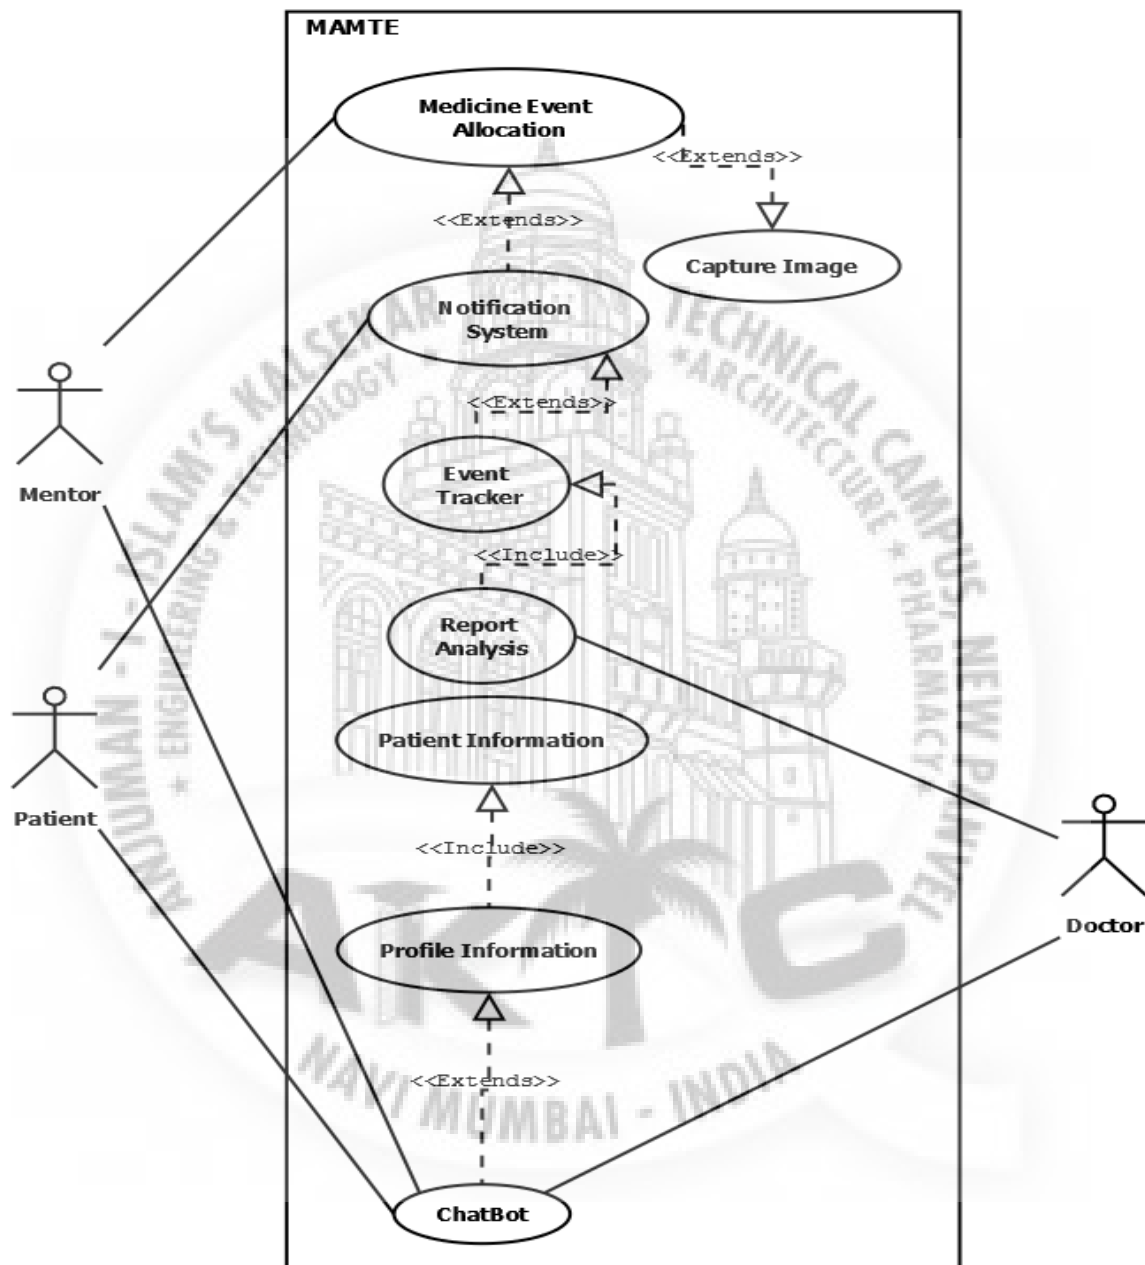 MAMTE
Medicine Event
Allocation
<<Extends>>
<<Extends>>
Capture Image
Notification
System
<<Extends>>
Event
Tracker
Mentor
<<Include>>
Report
Analysis
Patient Information
Patient
<<Include>>
Doctor
Profile Information
<<Extends>>
ChatBot
ANJUMAN - I - ISLAM'S KALSEKAR TECHNICAL CAMPUS, NEW PANVEL
* ENGINEERING & TECHNOLOGY * ARCHITECTURE * PHARMACY *
AKTC
NAVI MUMBAI - INDIA